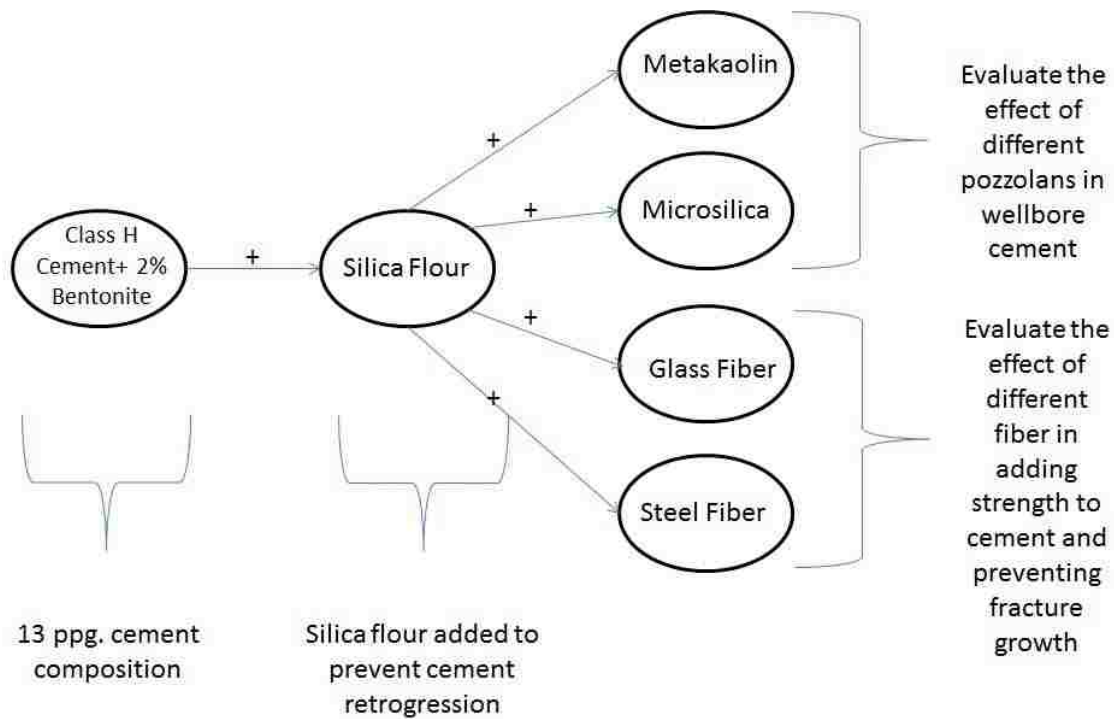 Class H
Cement+ 2%
Bentonite
+
Silica Flour
+
+
+
+
Metakaolin
Microsilica
Glass Fiber
Steel Fiber
Evaluate the
effect of
different
pozzolans in
wellbore
cement
Evaluate the
effect of
different
fiber in
adding
strength to
cement and
preventing
fracture
growth
13 ppg. cement
composition
Silica flour added to
prevent cement
retrogression